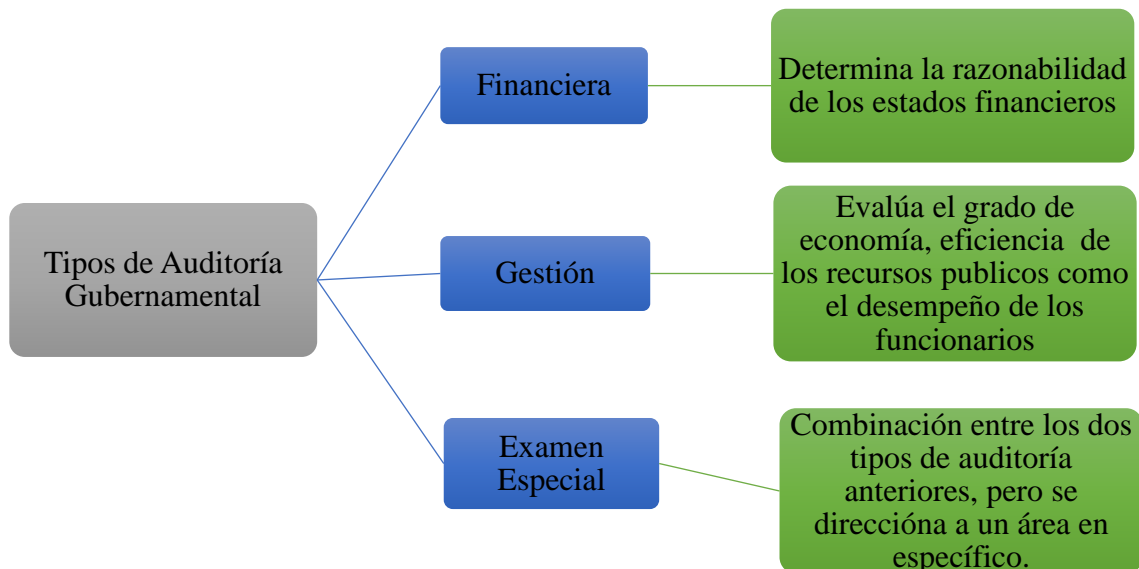 Tipos de Auditoría
Gubernamental
Financiera
Determina la razonabilidad
de los estados financieros
Gestión
Evalúa el grado de
economía, eficiencia de
los recursos publicos como
el desempeño de los
funcionarios
Examen
Especial
Combinación entre los dos
tipos de auditoría
anteriores, pero se
direccióna a un área en
específico.